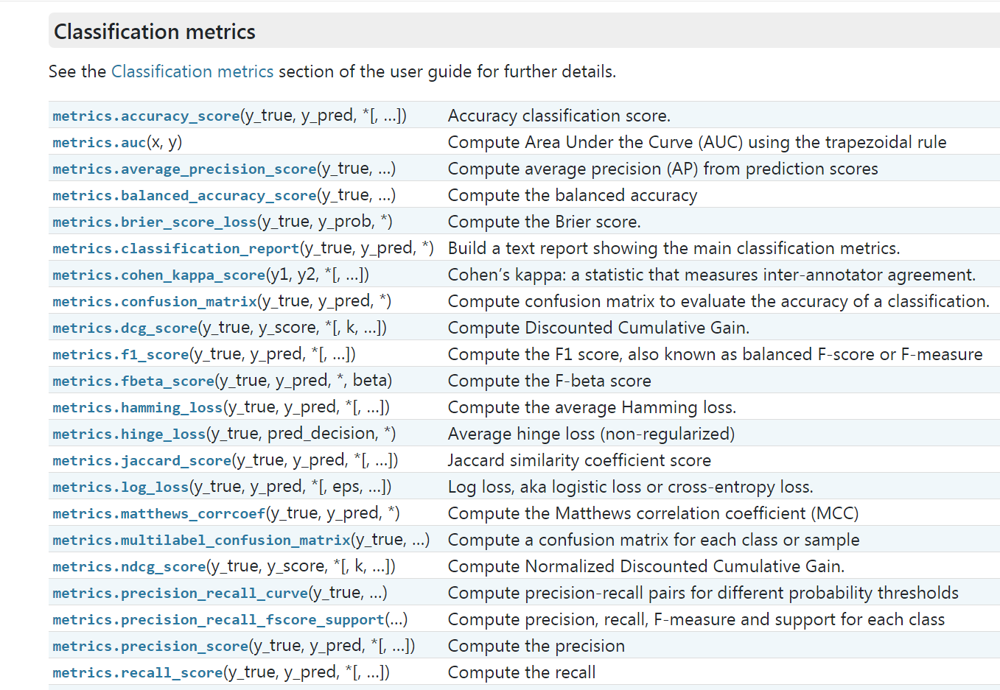 Classification metrics
See the Classification metrics section of the user guide for further details.
metrics.accuracy_score(y_true, y_pred, *[, ...]) Accuracy classification score.
metrics.auc(x, y) Compute Area Under the Curve (AUC) using the trapezoidal rule
metrics.average_precision_score(y_true, ...) Compute average precision (AP) from prediction scores
metrics.balanced_accuracy_score(y_true, ...) Compute the balanced accuracy
metrics.brier_score_loss(y_true, y_prob, *) Compute the Brier score.
metrics.classification_report(y_true, y_pred, *) Build a text report showing the main classification metrics.
metrics.cohen_kappa_score(y1, y2, *[, ...]) Cohen’s kappa: a statistic that measures inter-annotator agreement.
metrics.confusion_matrix(y_true, y_pred, *) Compute confusion matrix to evaluate the accuracy of a classification.
metrics.dcg_score(y_true, y_score, *[, k, ...]) Compute Discounted Cumulative Gain.
metrics.f1_score(y_true, y_pred, *[, ...]) Compute the F1 score, also known as balanced F-score or F-measure
metrics.fbeta_score(y_true, y_pred, *, beta) Compute the F-beta score
metrics.hamming_loss(y_true, y_pred, *[, ...]) Compute the average Hamming loss.
metrics.hinge_loss(y_true, pred_decision, *) Average hinge loss (non-regularized)
metrics.jaccard_score(y_true, y_pred, *[, ...]) Jaccard similarity coefficient score
metrics.log_loss(y_true, y_pred, *[, eps, ...]) Log loss, aka logistic loss or cross-entropy loss.
metrics.matthews_corrcoef(y_true, y_pred, *) Compute the Matthews correlation coefficient (MCC)
metrics.multilabel_confusion_matrix(y_true, ...) Compute a confusion matrix for each class or sample
metrics.ndcg_score(y_true, y_score, *[, k, ...]) Compute Normalized Discounted Cumulative Gain.
metrics.precision_recall_curve(y_true, ...) Compute precision-recall pairs for different probability thresholds
metrics.precision_recall_fscore_support(...) Compute precision, recall, F-measure and support for each class
metrics.precision_score(y_true, y_pred, *[, ...]) Compute the precision
metrics.recall_score(y_true, y_pred, *[, ...]) Compute the recall